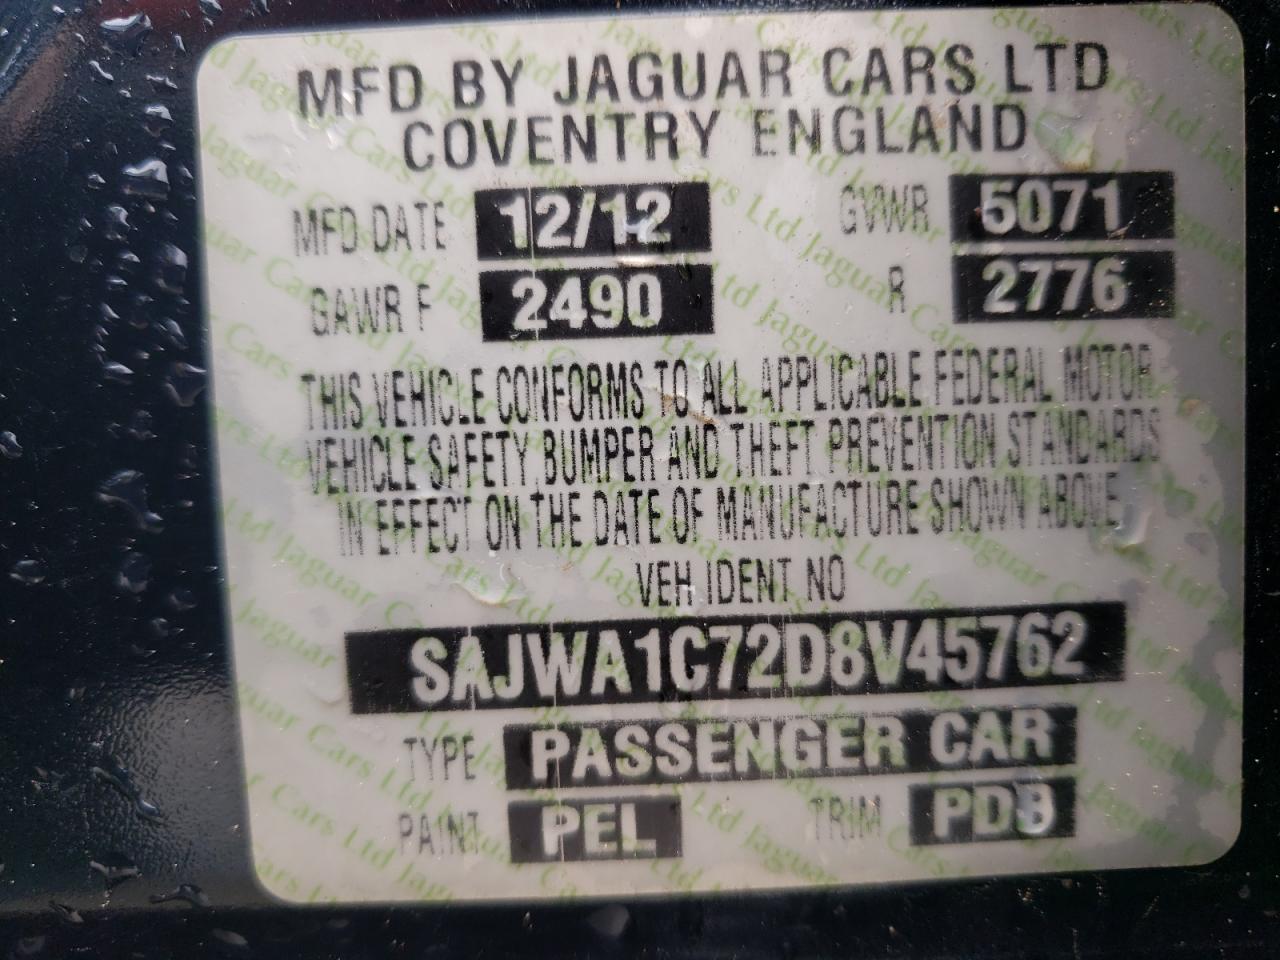 MFD BY JAGUAR CARS LTD
COVENTRY ENGLAND
MFD DATE 12/12 GVWR 5071
GAWR F 2490 R 2776
THIS VEHICLE CONFORMS TO ALL APPLICABLE FEDERAL MOTOR
VEHICLE SAFETY BUMPER AND THEFT PREVENTION STANDARDS
IN EFFECT ON THE DATE OF MANUFACTURE SHOWN ABOVE
VEH IDENT NO
SAJWA1C72D8V45762
TYPE PASSENGER CAR
PAINT PEL TRIM PDB